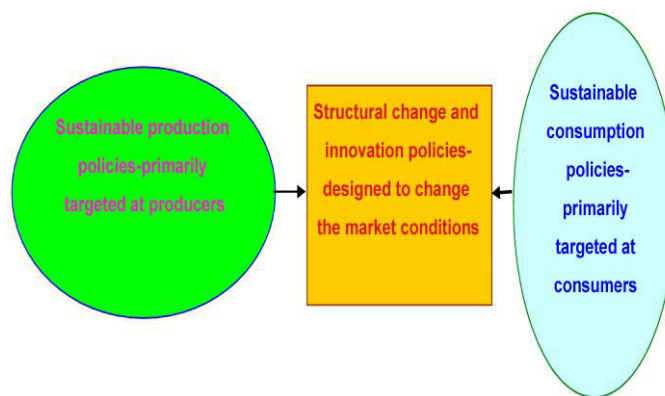 Sustainable production
policies-primarily
targeted at producers
Structural change and
innovation policies-
designed to change
the market conditions
Sustainable
consumption
policies-
primarily
targeted at
consumers